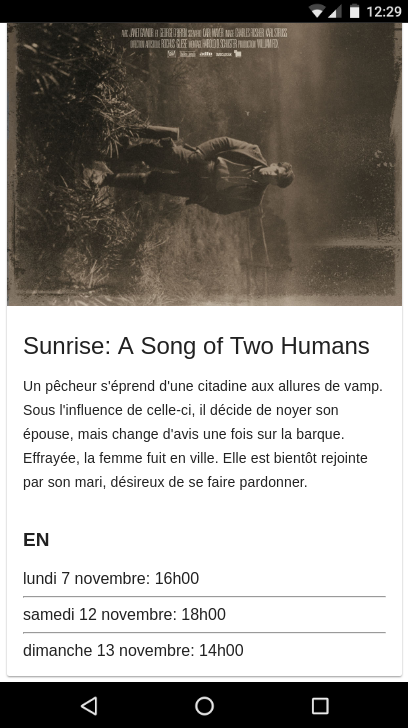 12:29
Sunrise: A Song of Two Humans
Un pêcheur s'éprend d'une citadine aux allures de vamp.
Sous l'influence de celle-ci, il décide de noyer son
épouse, mais change d'avis une fois sur la barque.
Effrayée, la femme fuit en ville. Elle est bientôt rejointe
par son mari, désireux de se faire pardonner.
EN
lundi 7 novembre: 16h00
samedi 12 novembre: 18h00
dimanche 13 novembre: 14h00